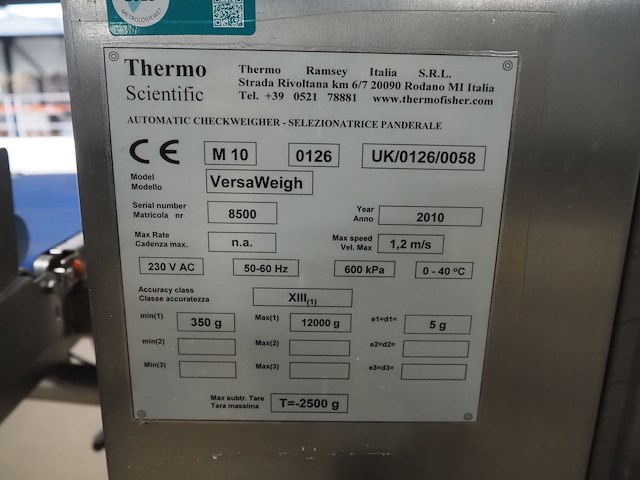 METROLOGIEWET
Thermo
Scientific
Thermo Ramsey Italia S.R.L.
Strada Rivoltana km 6/7 20090 Rodano MI Italia
Tel. +39 0521 78881 www.thermofisher.com
AUTOMATIC CHECKWEIGHER - SELEZIONATRICE PANDERALE
CE M 10 0126 UK/0126/0058
Model
Modello VersaWeigh
Serial number
Matricola nr 8500
Year
Anno 2010
Max Rate
Cadenza max. n.a.
Max speed
Vel. Max 1,2 m/s
230 V AC 50-60 Hz 600 kPa 0 - 40 ºC
Accuracy class
Classe accuratezza XIII(1)
min(1) 350 g Max(1) 12000 g e1=d1= 5 g
min(2) Max(2) e2=d2=
Min(3) Max(3) e3=d3=
Max subtr. Tare
Tara massima T=-2500 g